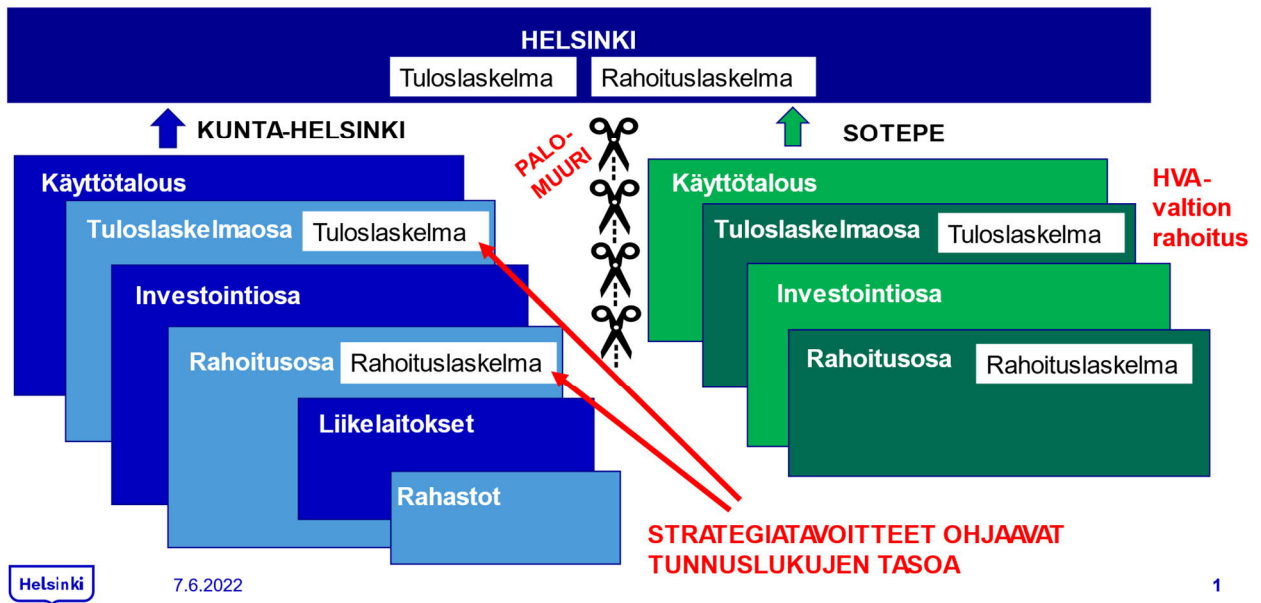 HELSINKI
Tuloslaskelma
Rahoituslaskelma
KUNTA-HELSINKI
PALO-
MUURI
SOTEPE
Käyttötalous
Tuloslaskelmaosa
Tuloslaskelma
Investointiosa
Rahoitusosa
Rahoituslaskelma
Liikelaitokset
Rahastot
Käyttötalous
Tuloslaskelmaosa
Tuloslaskelma
Investointiosa
Rahoitusosa
Rahoituslaskelma
HVA-
valtion
rahoitus
STRATEGIATAVOITTEET OHJAAVAT
TUNNUSLUKUJEN TASOA
Helsinki
7.6.2022
1